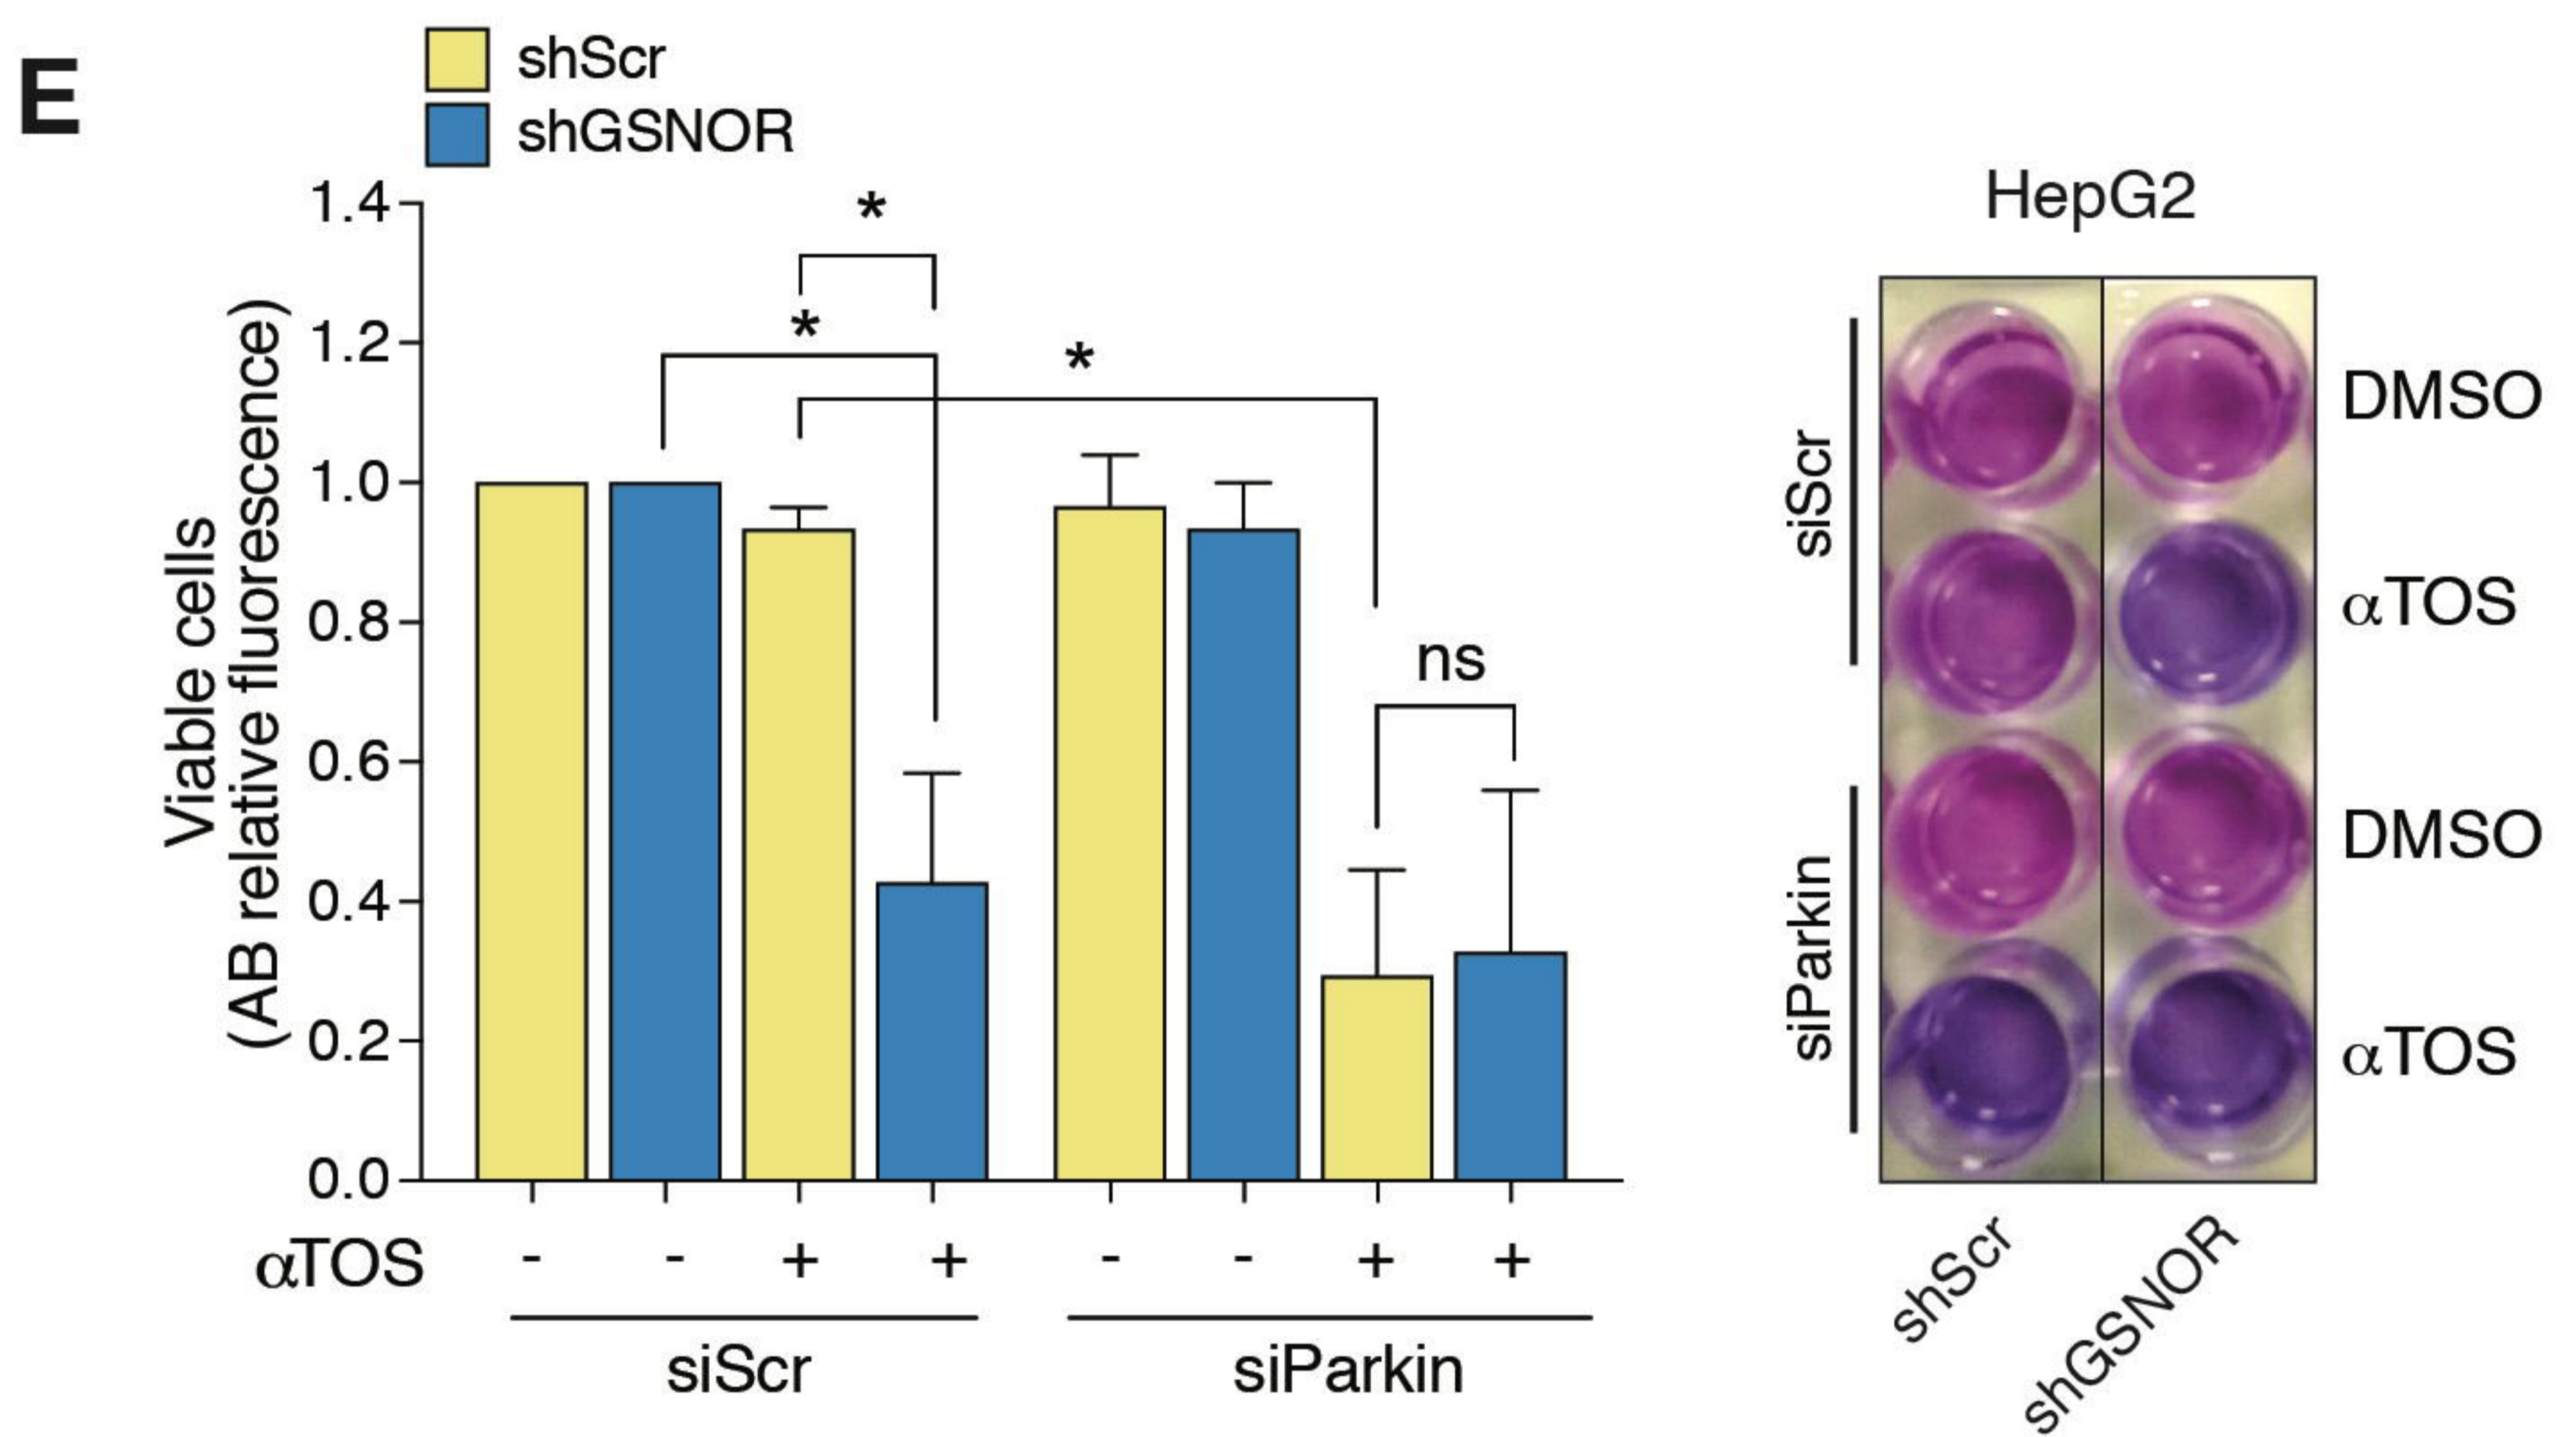 E
shScr
shGSNOR
Viable cells
(AB relative fluorescence)
1.4
1.2
1.0
0.8
0.6
0.4
0.2
0.0
*
*
*
ns
αTOS - - + + - - + +
siScr siParkin
HepG2
siScr
siParkin
DMSO
αTOS
DMSO
αTOS
shScr
shGSNOR